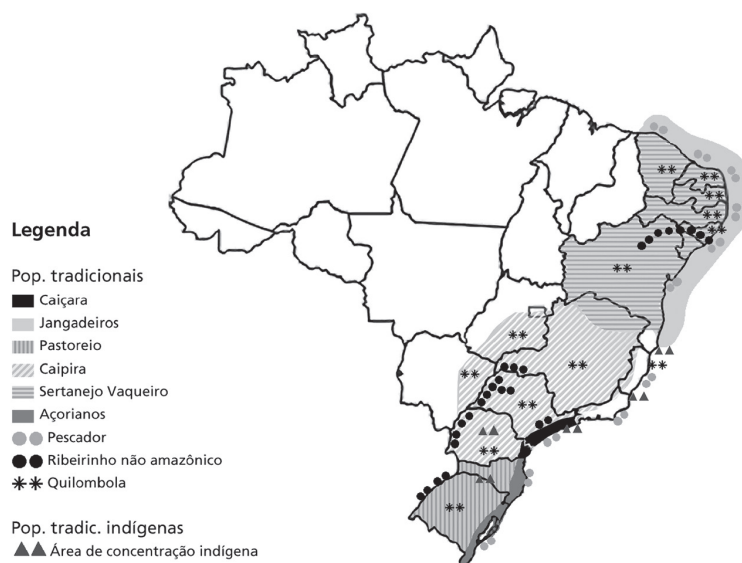 Legenda
Pop. tradicionais
Caiçara
Jangadeiros
Pastoreio
Caipira
Sertanejo Vaqueiro
Açorianos
Pescador
Ribeirinho não amazônico
Quilombola
Pop. tradic. indígenas
Área de concentração indígena